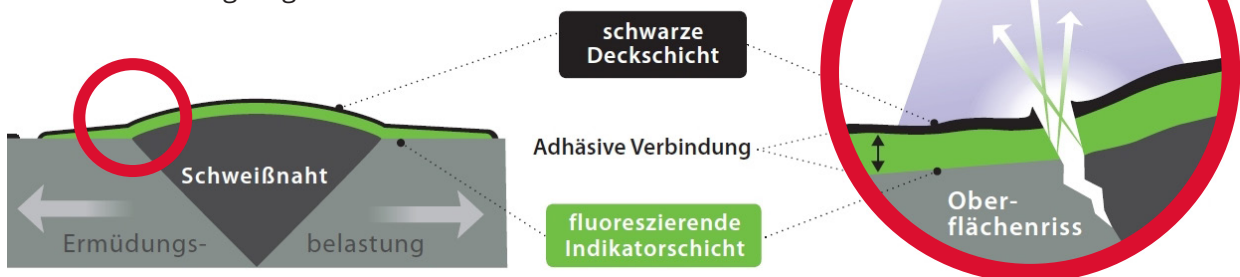 schwarze
Deckschicht
Adhäsive Verbindung
Schweißnaht
Ermüdungs- belastung
fluoreszierende
Indikatorschicht
Ober-
flächenriss